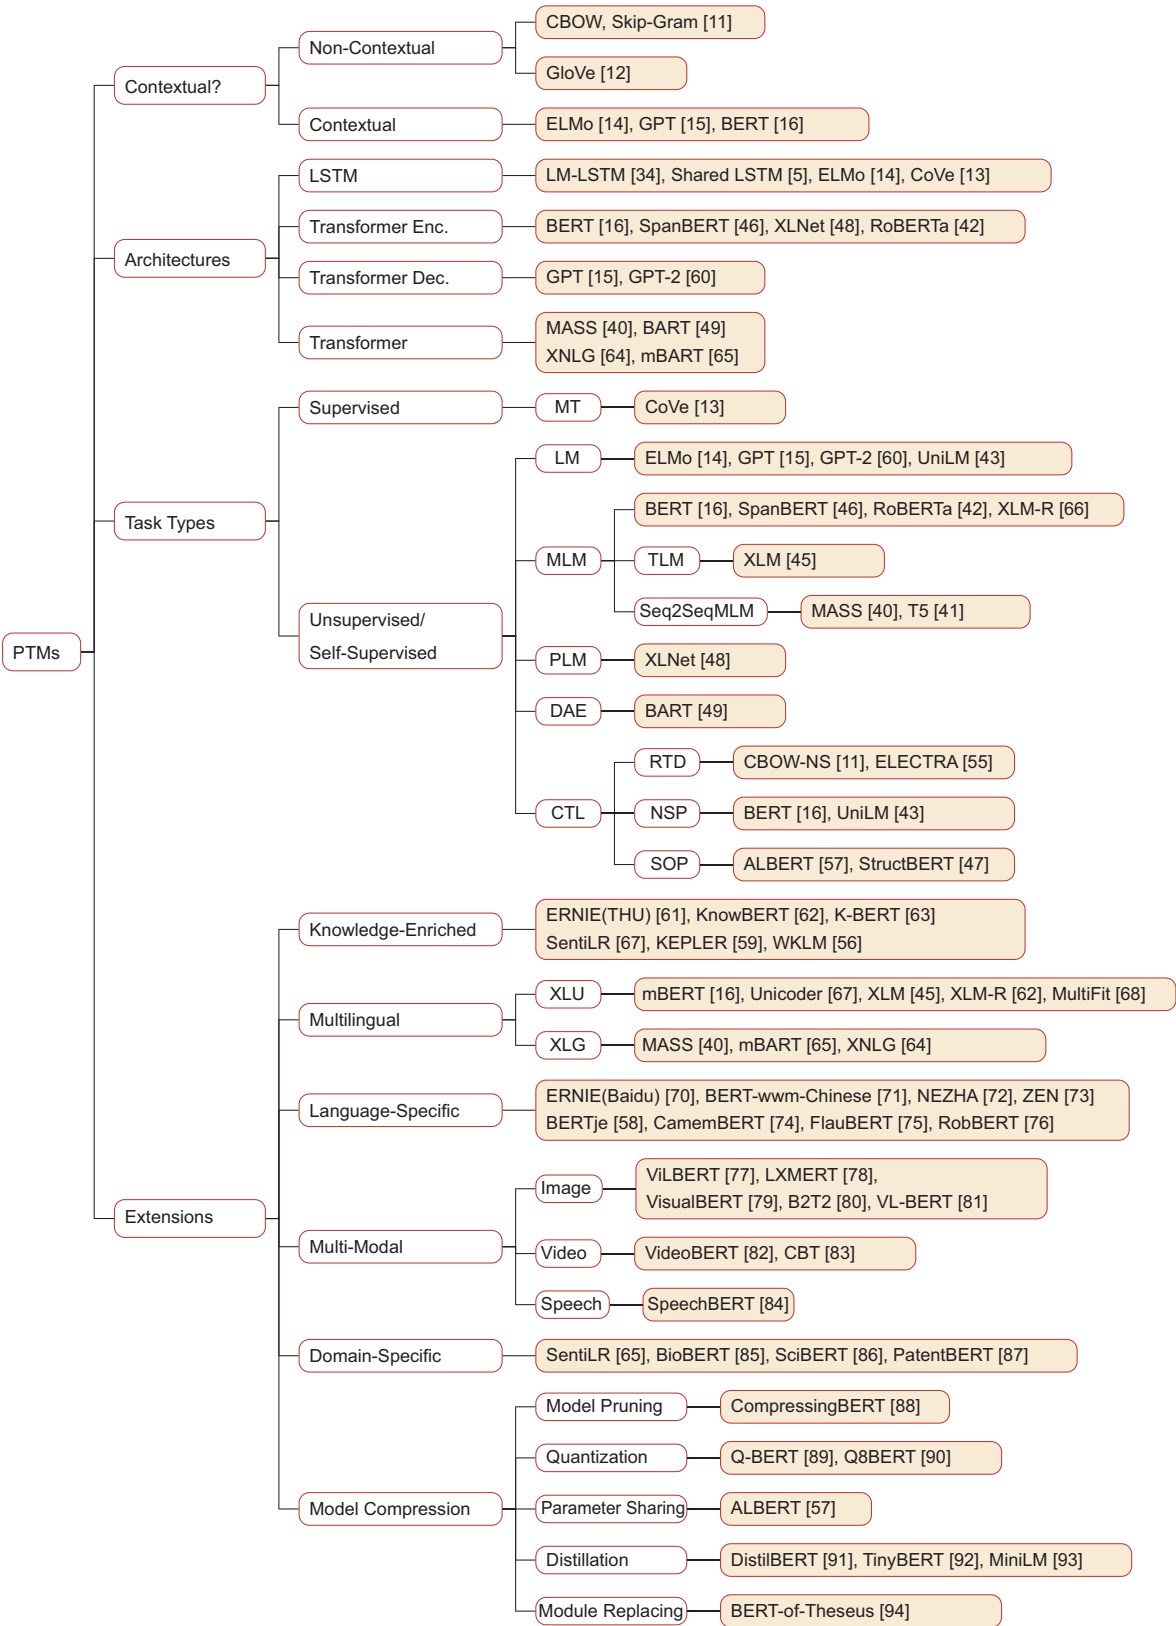 PTMs
Contextual?
Non-Contextual
CBOW, Skip-Gram [11]
GloVe [12]
Contextual
ELMo [14], GPT [15], BERT [16]
Architectures
LSTM
LM-LSTM [34], Shared LSTM [5], ELMo [14], CoVe [13]
Transformer Enc.
BERT [16], SpanBERT [46], XLNet [48], RoBERTa [42]
Transformer Dec.
GPT [15], GPT-2 [60]
Transformer
MASS [40], BART [49]
XNLG [64], mBART [65]
Task Types
Supervised
MT
CoVe [13]
Unsupervised/
Self-Supervised
LM
ELMo [14], GPT [15], GPT-2 [60], UniLM [43]
MLM
BERT [16], SpanBERT [46], RoBERTa [42], XLM-R [66]
TLM
XLM [45]
Seq2SeqMLM
MASS [40], T5 [41]
PLM
XLNet [48]
DAE
BART [49]
CTL
RTD
CBOW-NS [11], ELECTRA [55]
NSP
BERT [16], UniLM [43]
SOP
ALBERT [57], StructBERT [47]
Extensions
Knowledge-Enriched
ERNIE(THU) [61], KnowBERT [62], K-BERT [63]
SentiLR [67], KEPLER [59], WKLM [56]
Multilingual
XLU
mBERT [16], Unicoder [67], XLM [45], XLM-R [62], MultiFit [68]
XLG
MASS [40], mBART [65], XNLG [64]
Language-Specific
ERNIE(Baidu) [70], BERT-wwm-Chinese [71], NEZHA [72], ZEN [73]
BERTje [58], CamemBERT [74], FlauBERT [75], RobBERT [76]
Multi-Modal
Image
ViLBERT [77], LXMERT [78],
VisualBERT [79], B2T2 [80], VL-BERT [81]
Video
VideoBERT [82], CBT [83]
Speech
SpeechBERT [84]
Domain-Specific
SentiLR [65], BioBERT [85], SciBERT [86], PatentBERT [87]
Model Compression
Model Pruning
CompressingBERT [88]
Quantization
Q-BERT [89], Q8BERT [90]
Parameter Sharing
ALBERT [57]
Distillation
DistilBERT [91], TinyBERT [92], MiniLM [93]
Module Replacing
BERT-of-Theseus [94]